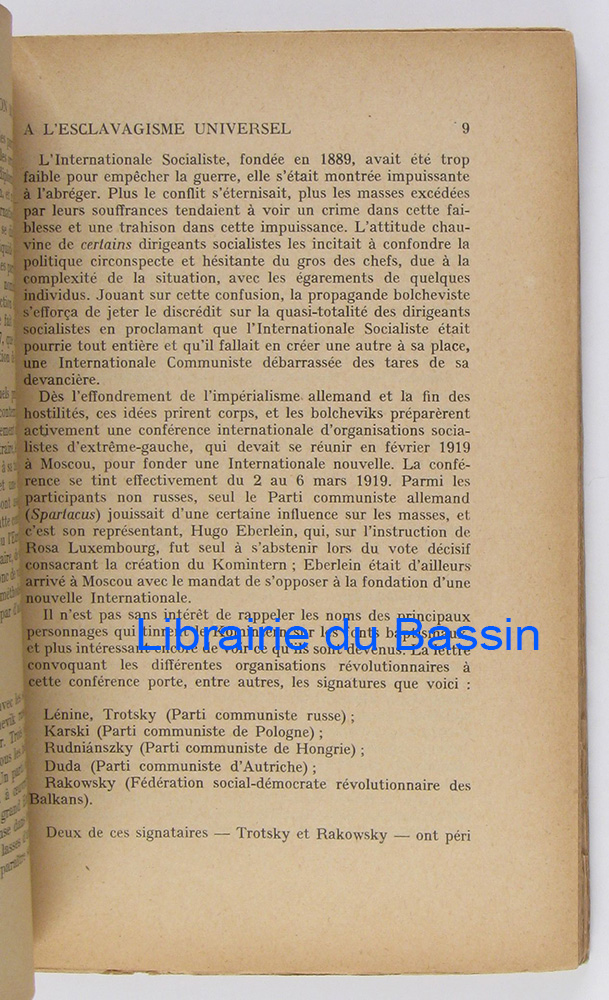 A L'ESCLAVAGISME UNIVERSEL 9
L'Internationale Socialiste, fondée en 1889, avait été trop
faible pour empêcher la guerre, elle s'était montrée impuissante
à l'abréger. Plus le conflit s'éternisait, plus les masses excédées
par leurs souffrances tendaient à voir un crime dans cette fai-
blesse et une trahison dans cette impuissance. L'attitude chau-
vine de certains dirigeants socialistes les incitait à confondre la
politique circonspecte et hésitante du gros des chefs, due à la
complexité de la situation, avec les égarements de quelques
individus. Jouant sur cette confusion, la propagande bolcheviste
s'efforça de jeter le discrédit sur la quasi-totalité des dirigeants
socialistes en proclamant que l'Internationale Socialiste était
pourrie tout entière et qu'il fallait en créer une autre à sa place,
une Internationale Communiste débarrassée des tares de sa
devancière.
Dès l'effondrement de l'impérialisme allemand et la fin des
hostilités, ces idées prirent corps, et les bolcheviks préparèrent
activement une conférence internationale d'organisations socia-
listes d'extrême-gauche, qui devait se réunir en février 1919
à Moscou, pour fonder une Internationale nouvelle. La confé-
rence se tint effectivement du 2 au 6 mars 1919. Parmi les
participants non russes, seul le Parti communiste allemand
(Spartacus) jouissait d'une certaine influence sur les masses, et
c'est son représentant, Hugo Eberlein, qui, sur l'instruction de
Rosa Luxembourg, fut seul à s'abstenir lors du vote décisif
consacrant la création du Komintern ; Eberlein était d'ailleurs
arrivé à Moscou avec le mandat de s'opposer à la fondation d'une
nouvelle Internationale.
Il n'est pas sans intérêt de rappeler les noms des principaux
personnages qui tinrent le Komintern sur les fonts baptismaux
Librairie du Bassin
et plus intéressant encore de voir ce qu'ils sont devenus. La lettre
convoquant les différentes organisations révolutionnaires à
cette conférence porte, entre autres, les signatures que voici :
Lénine, Trotsky (Parti communiste russe) ;
Karski (Parti communiste de Pologne) ;
Rudniánszky (Parti communiste de Hongrie) ;
Duda (Parti communiste d'Autriche) ;
Rakowsky (Fédération social-démocrate révolutionnaire des
Balkans).
Deux de ces signataires — Trotsky et Rakowsky — ont péri